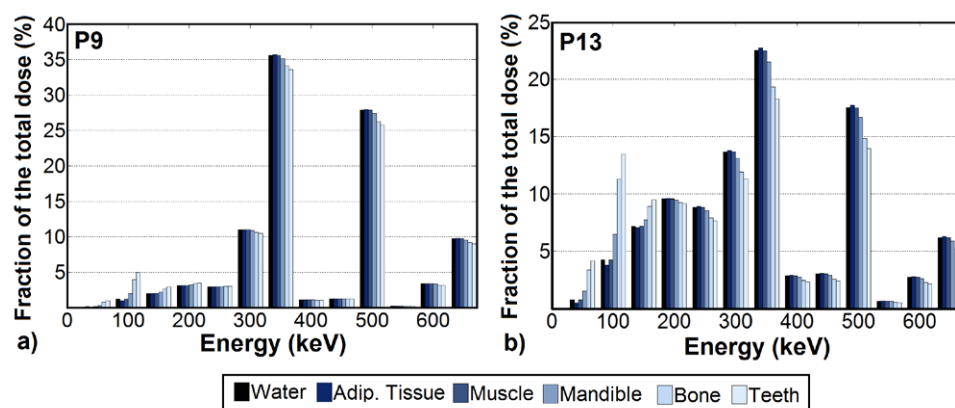 P9
Fraction of the total dose (%)
40
35
30
25
20
15
10
5
0 100 200 300 400 500 600
Energy (keV)
a)
P13
Fraction of the total dose (%)
25
20
15
10
5
0 100 200 300 400 500 600
Energy (keV)
b)
Water Adip. Tissue Muscle Mandible Bone Teeth